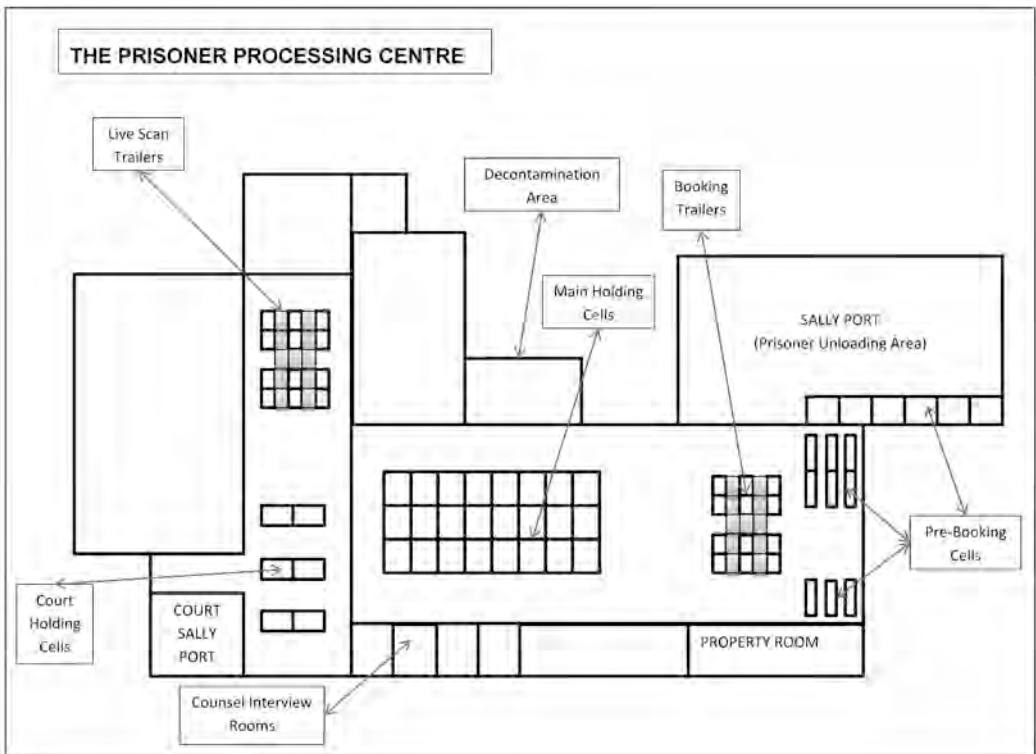 THE PRISONER PROCESSING CENTRE
Live Scan
Trailers
Decontamination
Area
Booking
Trailers
Main Holding
Cells
SALLY PORT
(Prisoner Unloading Area)
Pre-Booking
Cells
Court
Holding
Cells
COURT
SALLY
PORT
PROPERTY ROOM
Counsel Interview
Rooms